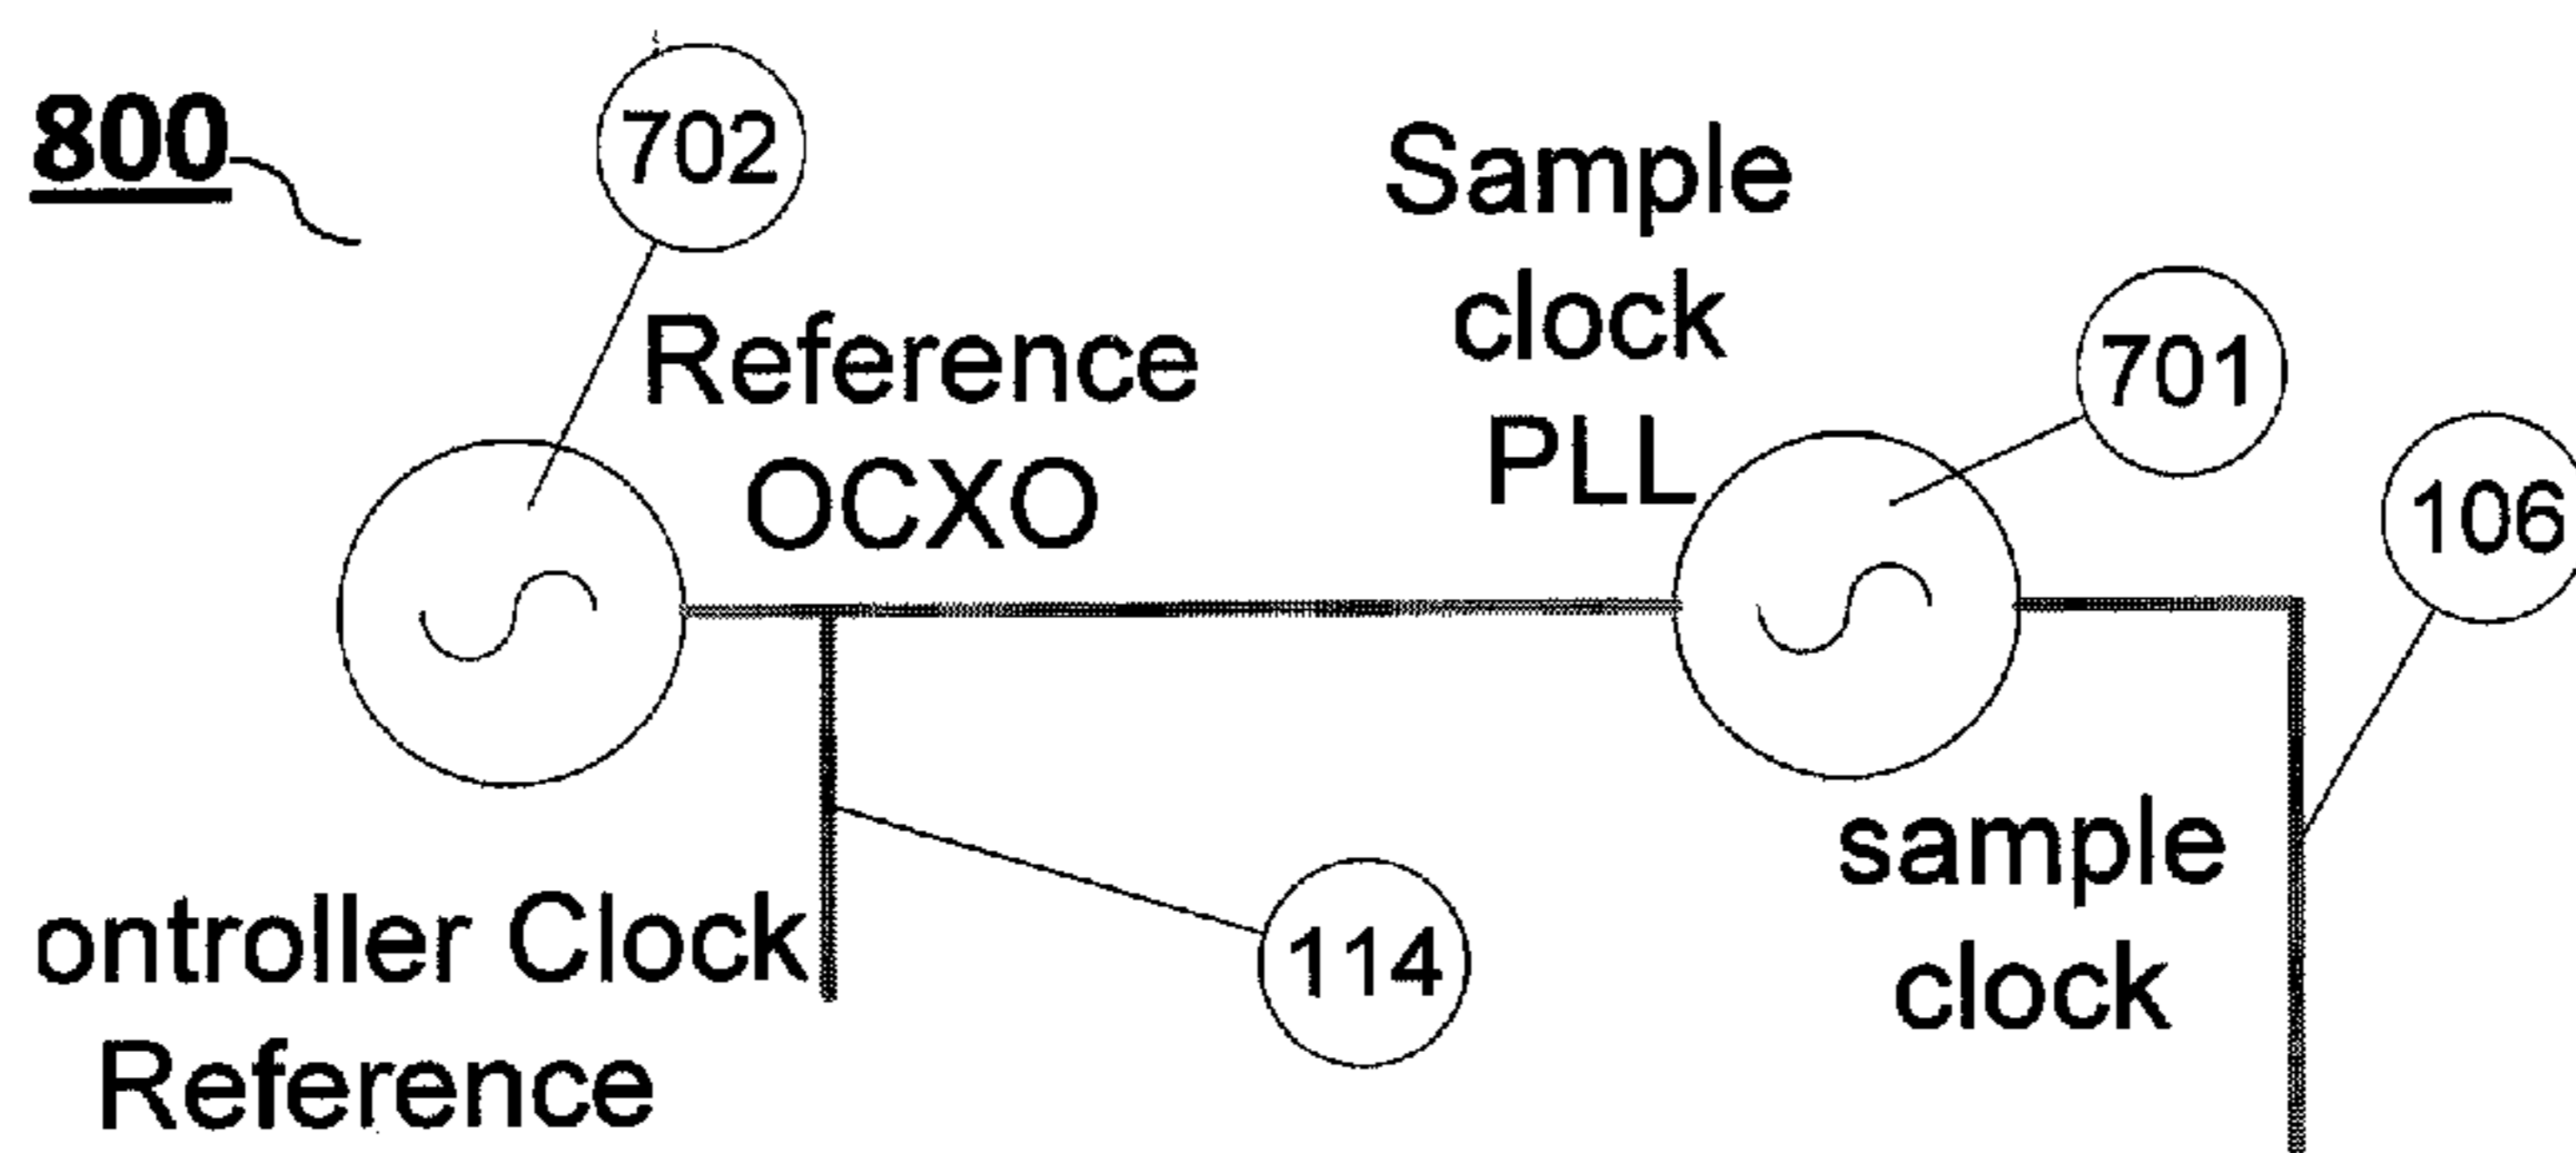 800
702
Sample
clock
PLL
701
Reference
OCXO
106
ontroller Clock
Reference
114
sample
clock